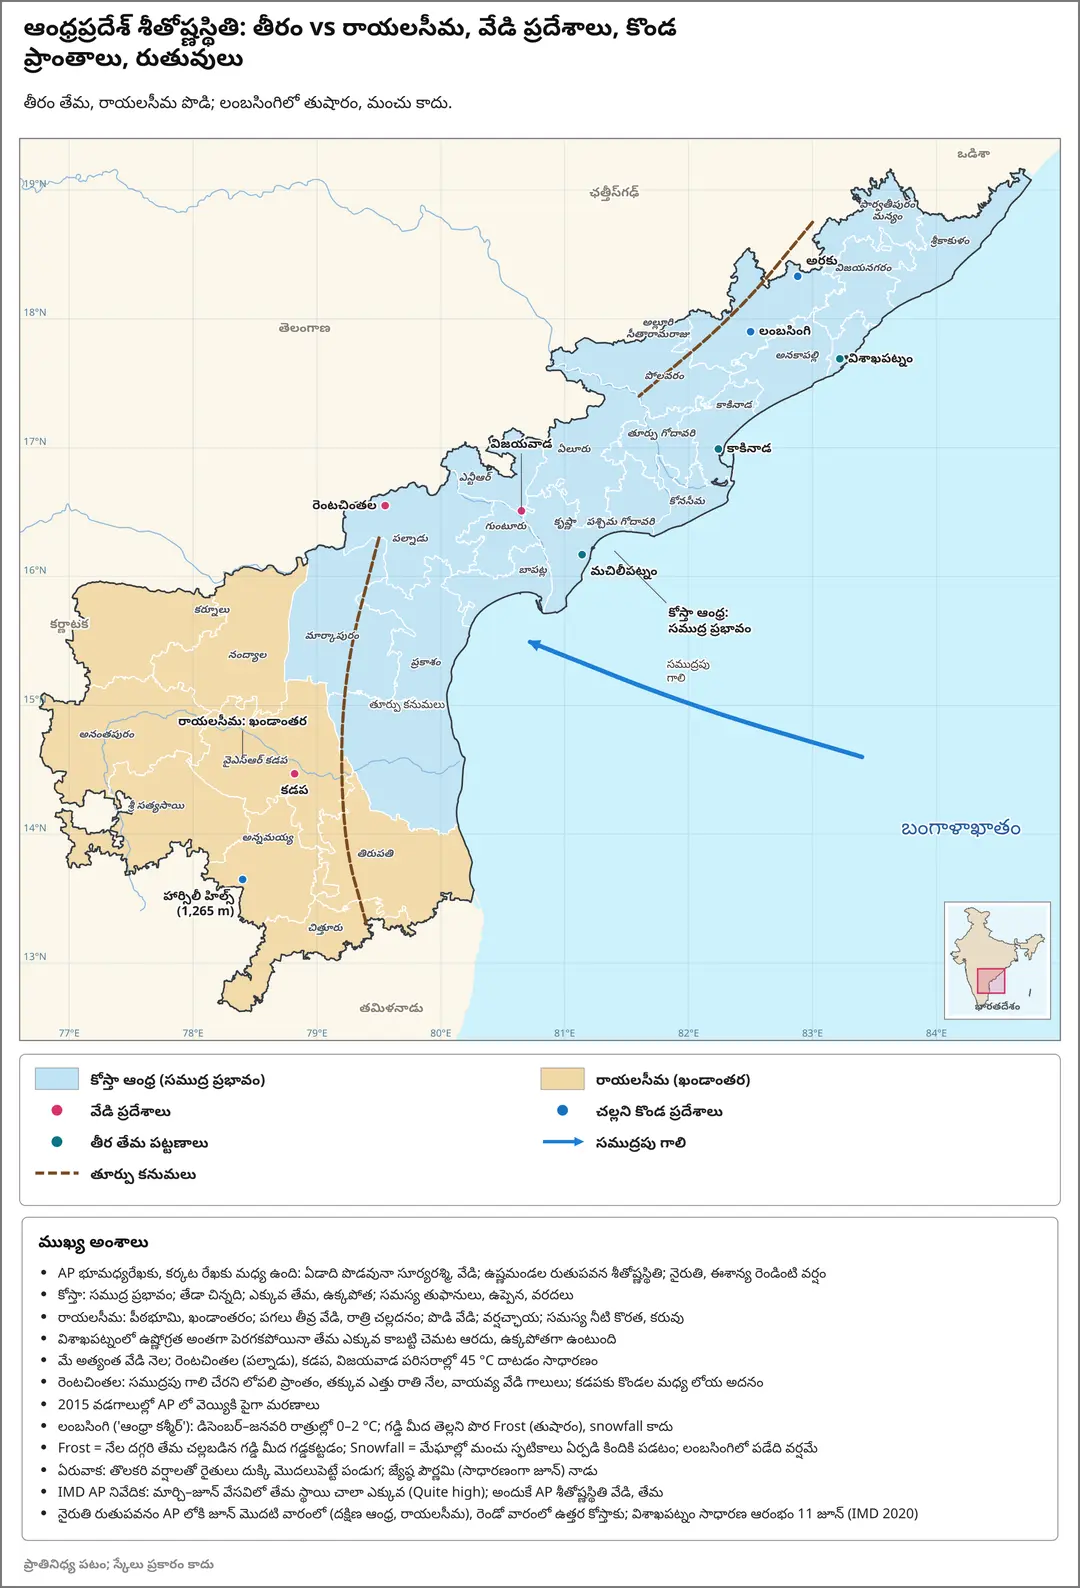 ఆంధ్రప్రదేశ్ శీతోష్ణస్థితి: తీరం vs రాయలసీమ, వేడి ప్రదేశాలు, కొండ
ప్రాంతాలు, రుతువులు
తీరం తేమ, రాయలసీమ పొడి; లంబసింగిలో తుషారం, మంచు కాదు.
ఒడిశా
ఛత్తీస్‌గఢ్
19°N
పార్వతీపురం
మన్యం
శ్రీకాకుళం
అరకు
విజయనగరం
18°N
తెలంగాణ
అల్లూరి
సీతారామరాజు
లంబసింగి
అనకాపల్లి
విశాఖపట్నం
పోలవరం
కాకినాడ
తూర్పు గోదావరి
17°N
విజయవాడ
ఏలూరు
కాకినాడ
ఎన్టీఆర్
రెంటచింతల
కోనసీమ
గుంటూరు
కృష్ణా
పశ్చిమ గోదావరి
పల్నాడు
16°N
బాపట్ల
మచిలీపట్నం
కర్నూలు
కర్ణాటక
కోస్తా ఆంధ్ర:
సముద్ర ప్రభావం
మార్కాపురం
నంద్యాల
ప్రకాశం
సముద్రపు
గాలి
15°N
తూర్పు కనుమలు
రాయలసీమ: ఖండాంతర
అనంతపురం
వైఎస్ఆర్ కడప
కడప
శ్రీ సత్యసాయి
14°N
బంగాళాఖాతం
అన్నమయ్య
తిరుపతి
హార్సిలీ హిల్స్
(1,265 m)
చిత్తూరు
13°N
తమిళనాడు
భారతదేశం
77°E
78°E
79°E
80°E
81°E
82°E
83°E
84°E
కోస్తా ఆంధ్ర (సముద్ర ప్రభావం)
రాయలసీమ (ఖండాంతర)
వేడి ప్రదేశాలు
చల్లని కొండ ప్రదేశాలు
తీర తేమ పట్టణాలు
సముద్రపు గాలి
తూర్పు కనుమలు
ముఖ్య అంశాలు
• AP భూమధ్యరేఖకు, కర్కట రేఖకు మధ్య ఉంది: ఏడాది పొడవునా సూర్యరశ్మి, వేడి; ఉష్ణమండల రుతుపవన శీతోష్ణస్థితి; నైరుతి, ఈశాన్య రెండింటి వర్షం
• కోస్తా: సముద్ర ప్రభావం; తేడా చిన్నది; ఎక్కువ తేమ, ఉక్కపోత; సమస్య తుఫానులు, ఉప్పెన, వరదలు
• రాయలసీమ: పీఠభూమి, ఖండాంతరం; పగలు తీవ్ర వేడి, రాత్రి చల్లదనం; పొడి వేడి; వర్షచ్ఛాయ; సమస్య నీటి కొరత, కరువు
• విశాఖపట్నంలో ఉష్ణోగ్రత అంతగా పెరగకపోయినా తేమ ఎక్కువ కాబట్టి చెమట ఆరదు, ఉక్కపోతగా ఉంటుంది
• మే అత్యంత వేడి నెల; రెంటచింతల (పల్నాడు), కడప, విజయవాడ పరిసరాల్లో 45 °C దాటడం సాధారణం
• రెంటచింతల: సముద్రపు గాలి చేరని లోపలి ప్రాంతం, తక్కువ ఎత్తు రాతి నేల, వాయవ్య వేడి గాలులు; కడపకు కొండల మధ్య లోయ అదనం
• 2015 వడగాలుల్లో AP లో వెయ్యికి పైగా మరణాలు
• లంబసింగి ('ఆంధ్రా కశ్మీర్'): డిసెంబర్–జనవరి రాత్రుల్లో 0–2 °C; గడ్డి మీద తెల్లని పొర Frost (తుషారం), snowfall కాదు
• Frost = నేల దగ్గరి తేమ చల్లబడిన గడ్డి మీద గడ్డకట్టడం; Snowfall = మేఘాల్లో మంచు స్ఫటికాలు ఏర్పడి కిందికి పడటం; లంబసింగిలో పడేది వర్షమే
• ఏరువాక: తొలకరి వర్షాలతో రైతులు దుక్కి మొదలుపెట్టే పండుగ; జ్యేష్ఠ పౌర్ణమి (సాధారణంగా జూన్) నాడు
• IMD AP నివేదిక: మార్చి–జూన్ వేసవిలో తేమ స్థాయి చాలా ఎక్కువ (Quite high); అందుకే AP శీతోష్ణస్థితి వేడి, తేమ
• నైరుతి రుతుపవనం AP లోకి జూన్ మొదటి వారంలో (దక్షిణ ఆంధ్ర, రాయలసీమ), రెండో వారంలో ఉత్తర కోస్తాకు; విశాఖపట్నం సాధారణ ఆరంభం 11 జూన్ (IMD 2020)
ప్రాతినిధ్య పటం; స్కేలు ప్రకారం కాదు